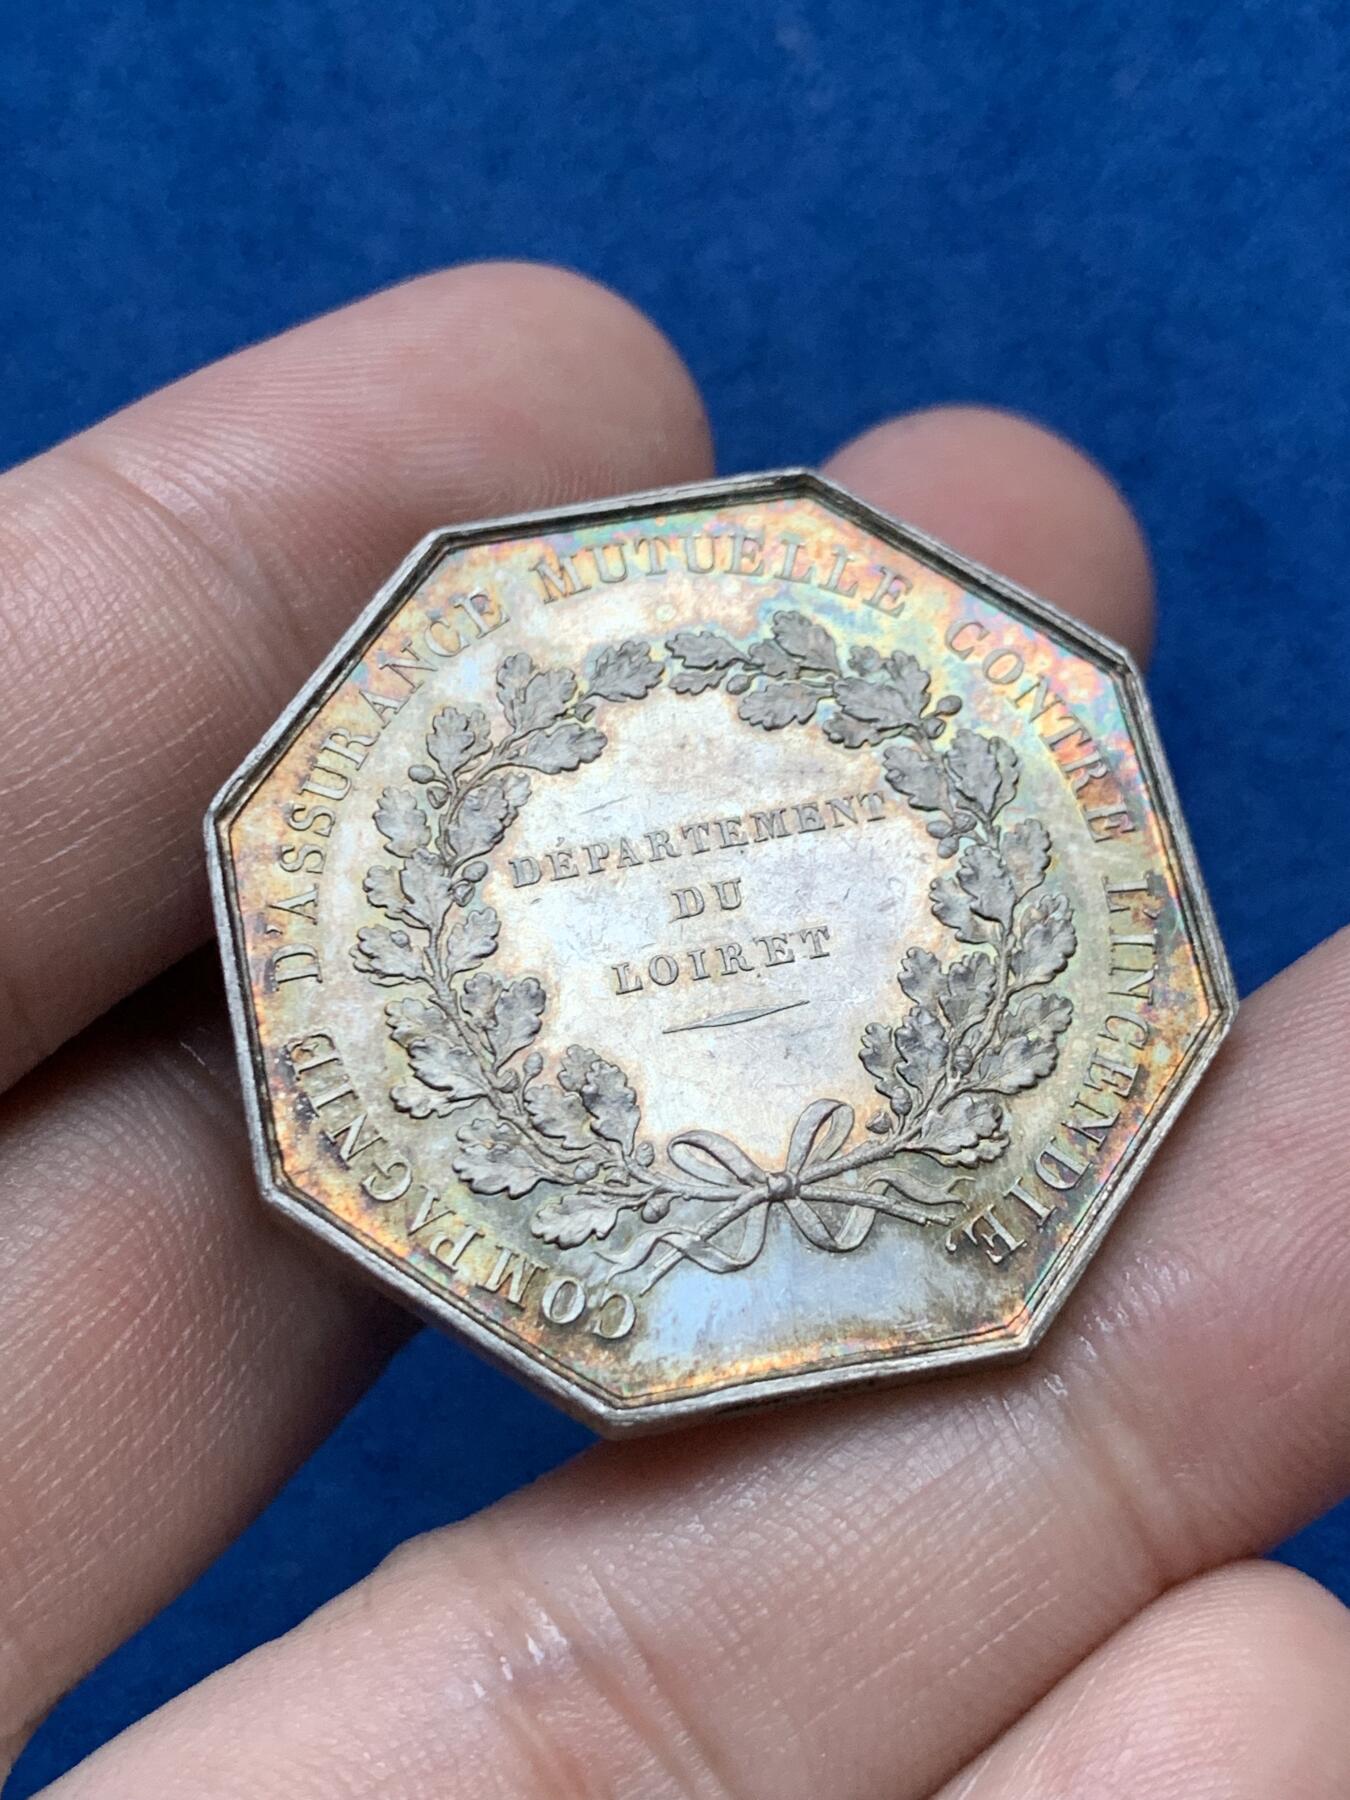 COMPAGNIE D'ASSURANCE MUTUELLE CONTRE L'INCENDIE,
DÉPARTEMENT
DU
LOIRET